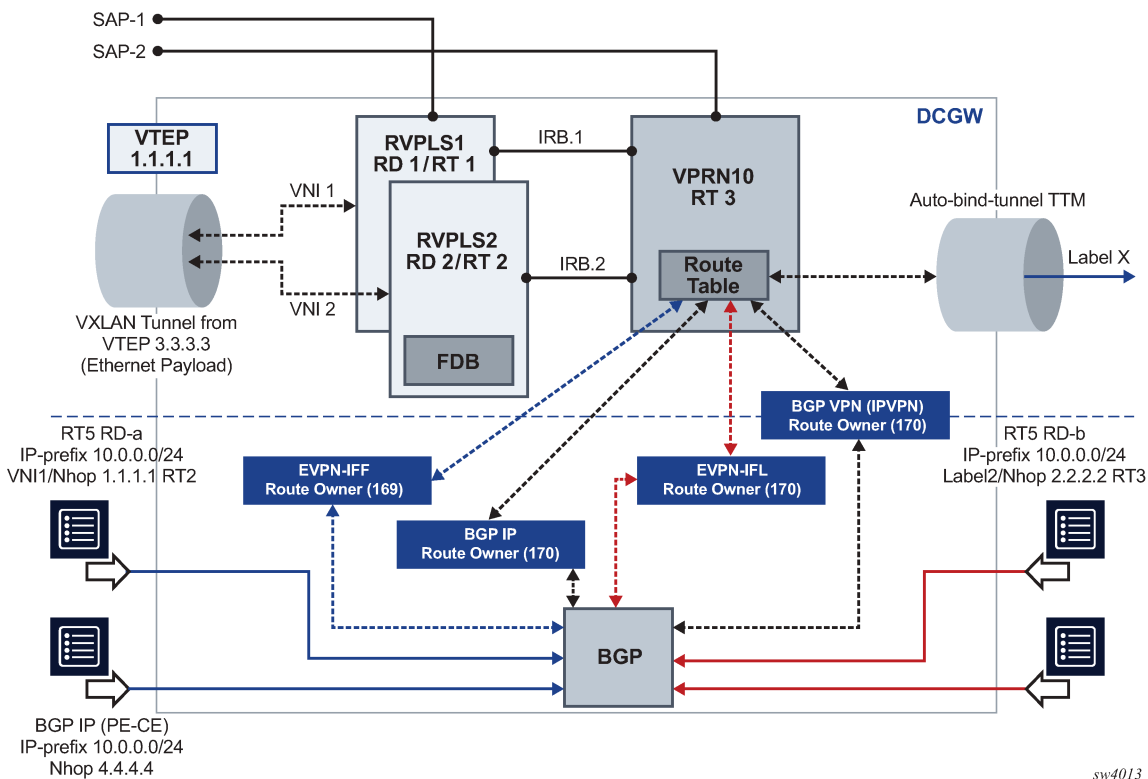 SAP-1
SAP-2
DCGW
VTEP
1.1.1.1
RVPLS1
RD 1/RT 1
IRB.1
VPRN10
RT 3
VNI 1
Auto-bind-tunnel TTM
RVPLS2
RD 2/RT 2
Route
Table
Label X
IRB.2
VNI 2
VXLAN Tunnel from
VTEP 3.3.3.3
(Ethernet Payload)
FDB
BGP VPN (IPVPN)
Route Owner (170)
RT5 RD-a
IP-prefix 10.0.0.0/24
VNI1/Nhop 1.1.1.1 RT2
RT5 RD-b
IP-prefix 10.0.0.0/24
Label2/Nhop 2.2.2.2 RT3
EVPN-IFF
Route Owner (169)
EVPN-IFL
Route Owner (170)
BGP IP
Route Owner (170)
BGP
BGP IP (PE-CE)
IP-prefix 10.0.0.0/24
Nhop 4.4.4.4
sw4013